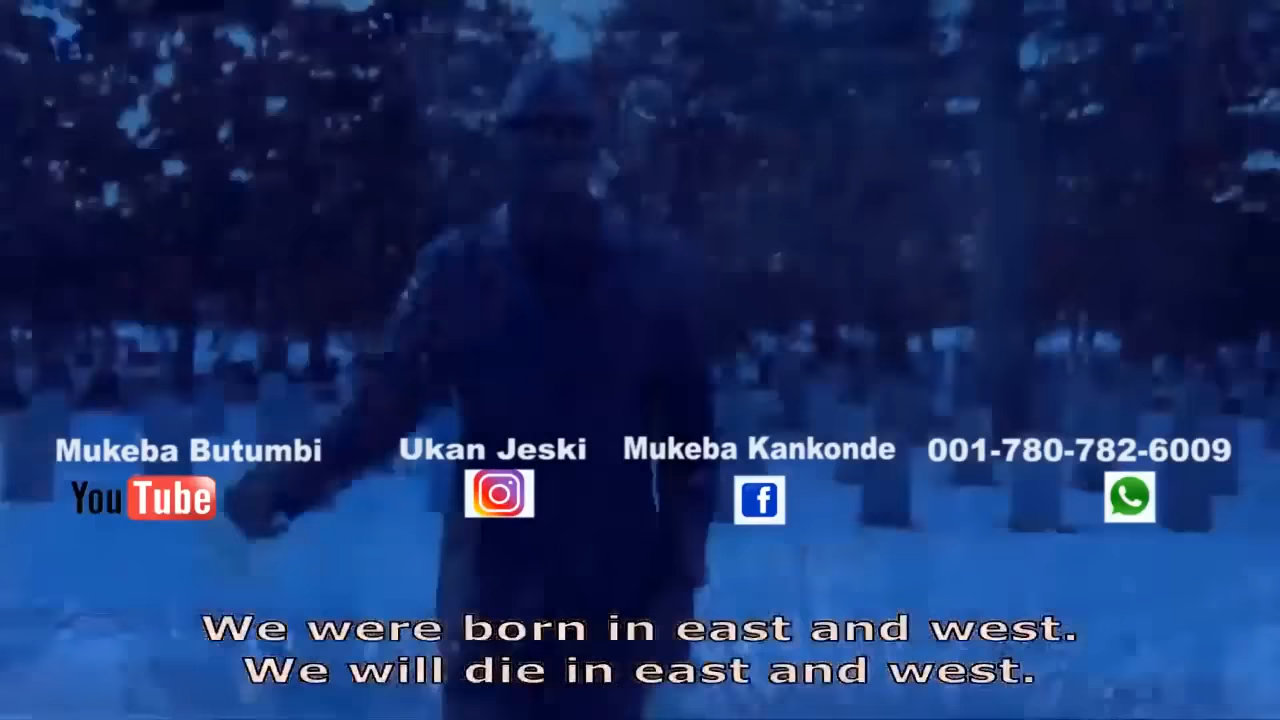 Mukeba Butumbi
Ukan Jeski
Mukeba Kankonde
001-780-782-6009
YouTube
We were born in east and west.
We will die in east and west.